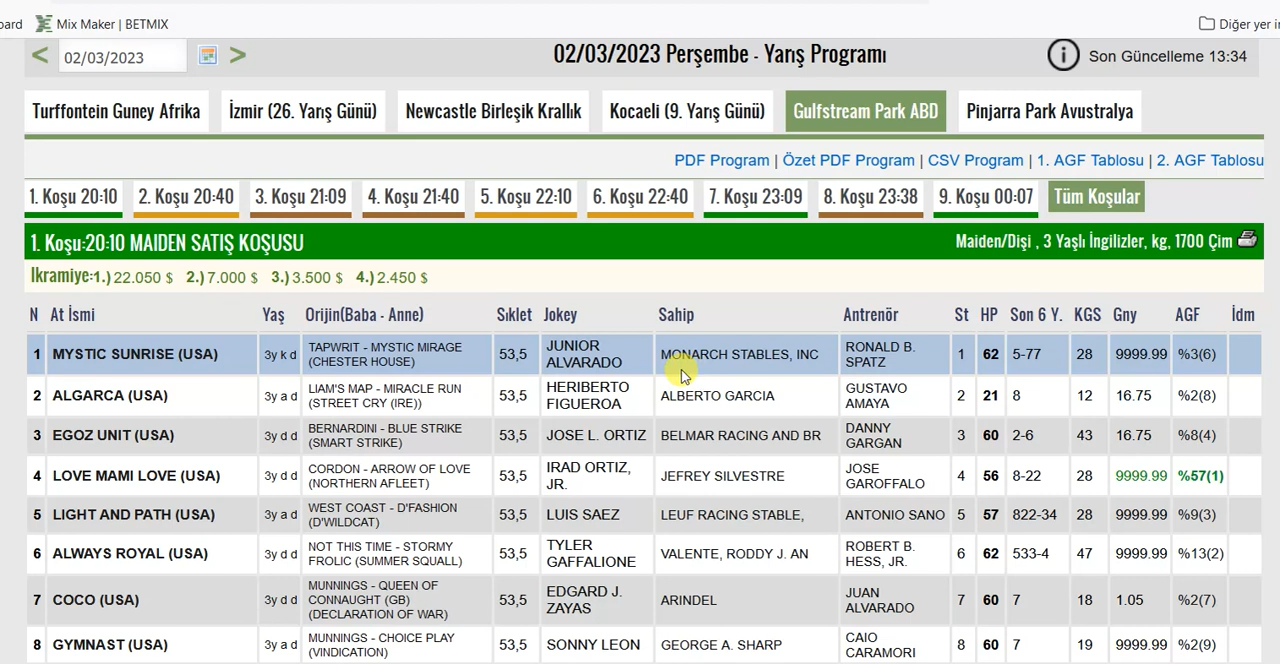 ard Mix Maker | BETMIX Diğer yer i
< 02/03/2023 > 02/03/2023 Perşembe - Yarış Programı Son Güncelleme 13:34
Turffontein Guney Afrika İzmir (26. Yarış Günü) Newcastle Birleşik Krallık Kocaeli (9. Yarış Günü) Gulfstream Park ABD Pinjarra Park Avustralya
PDF Program | Özet PDF Program | CSV Program | 1. AGF Tablosu | 2. AGF Tablosu
1. Koşu 20:10 2. Koşu 20:40 3. Koşu 21:09 4. Koşu 21:40 5. Koşu 22:10 6. Koşu 22:40 7. Koşu 23:09 8. Koşu 23:38 9. Koşu 00:07 Tüm Koşular
1. Koşu:20:10 MAIDEN SATIŞ KOŞUSU Maiden/Dişi , 3 Yaşlı İngilizler, kg, 1700 Çim
İkramiye:1.) 22.050 $ 2.) 7.000 $ 3.) 3.500 $ 4.) 2.450 $
N At İsmi Yaş Orijin(Baba - Anne) Sıklet Jokey Sahip Antrenör St HP Son 6 Y. KGS Gny AGF İdm
1 MYSTIC SUNRISE (USA) 3y k d TAPWRIT - MYSTIC MIRAGE (CHESTER HOUSE) 53,5 JUNIOR ALVARADO MONARCH STABLES, INC RONALD B. SPATZ 1 62 5-77 28 9999.99 %3(6)
2 ALGARCA (USA) 3y a d LIAM'S MAP - MIRACLE RUN (STREET CRY (IRE)) 53,5 HERIBERTO FIGUEROA ALBERTO GARCIA GUSTAVO AMAYA 2 21 8 12 16.75 %2(8)
3 EGOZ UNIT (USA) 3y d d BERNARDINI - BLUE STRIKE (SMART STRIKE) 53,5 JOSE L. ORTIZ BELMAR RACING AND BR DANNY GARGAN 3 60 2-6 43 16.75 %8(4)
4 LOVE MAMI LOVE (USA) 3y d d CORDON - ARROW OF LOVE (NORTHERN AFLEET) 53,5 IRAD ORTIZ, JR. JEFREY SILVESTRE JOSE GAROFFALO 4 56 8-22 28 9999.99 %57(1)
5 LIGHT AND PATH (USA) 3y a d WEST COAST - D'FASHION (D'WILDCAT) 53,5 LUIS SAEZ LEUF RACING STABLE, ANTONIO SANO 5 57 822-34 28 9999.99 %9(3)
6 ALWAYS ROYAL (USA) 3y d d NOT THIS TIME - STORMY FROLIC (SUMMER SQUALL) 53,5 TYLER GAFFALIONE VALENTE, RODDY J. AN ROBERT B. HESS, JR. 6 62 533-4 47 9999.99 %13(2)
7 COCO (USA) 3y d d MUNNINGS - QUEEN OF CONNAUGHT (GB) (DECLARATION OF WAR) 53,5 EDGARD J. ZAYAS ARINDEL JUAN ALVARADO 7 60 7 18 1.05 %2(7)
8 GYMNAST (USA) 3y a d MUNNINGS - CHOICE PLAY (VINDICATION) 53,5 SONNY LEON GEORGE A. SHARP CAIO CARAMORI 8 60 7 19 9999.99 %2(9)